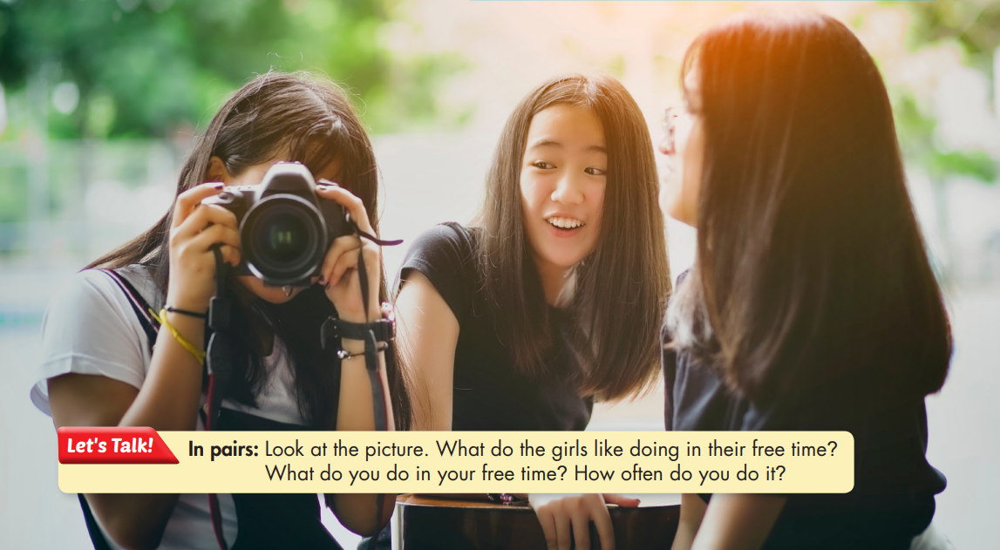 Let's Talk!
In pairs: Look at the picture. What do the girls like doing in their free time?
What do you do in your free time? How often do you do it?